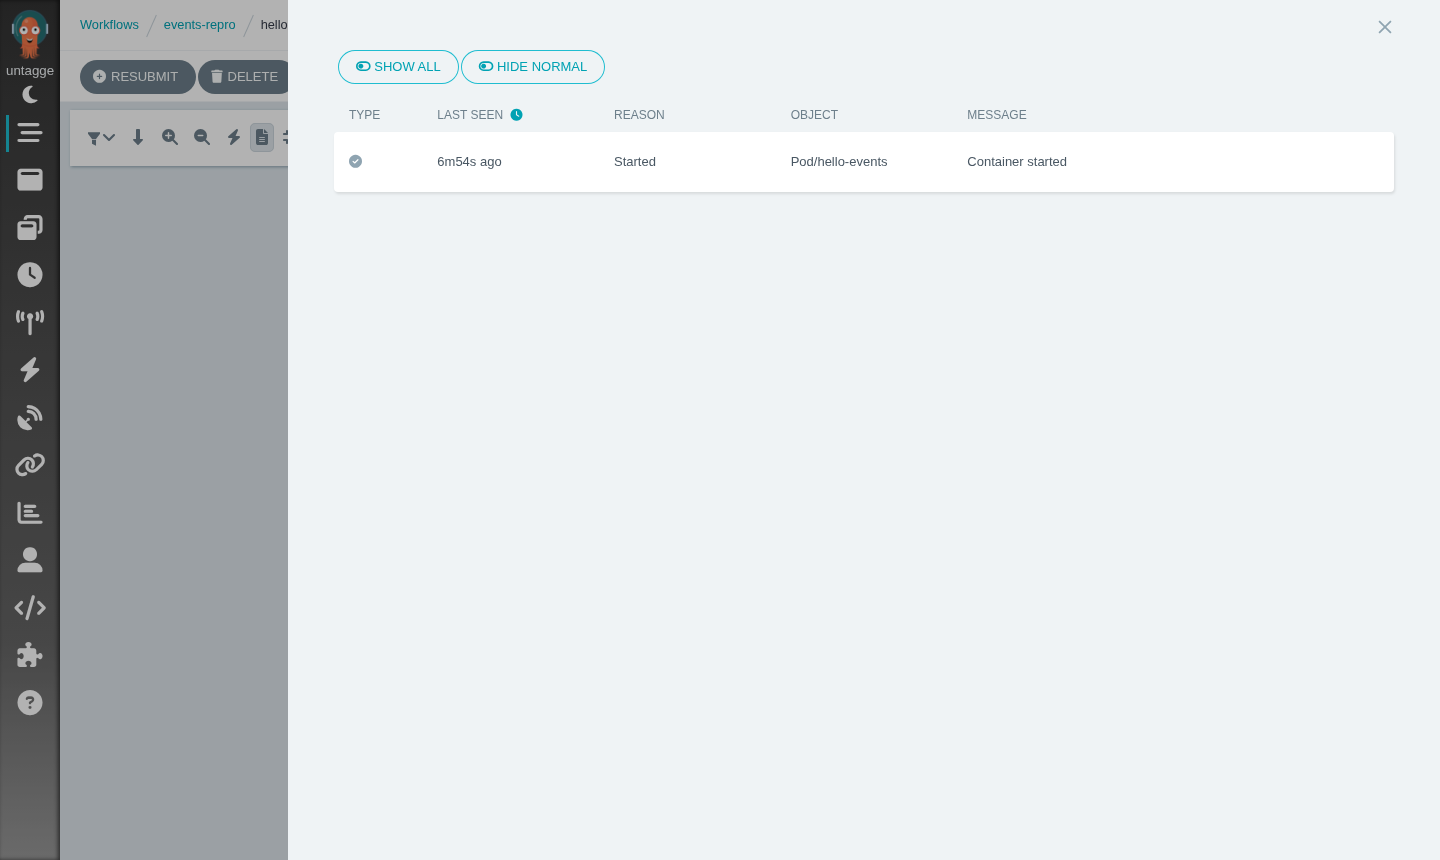 untagge
Workflows
events-repro
hello
RESUBMIT
DELETE
SHOW ALL
HIDE NORMAL
TYPE LAST SEEN REASON OBJECT MESSAGE
6m54s ago Started Pod/hello-events Container started